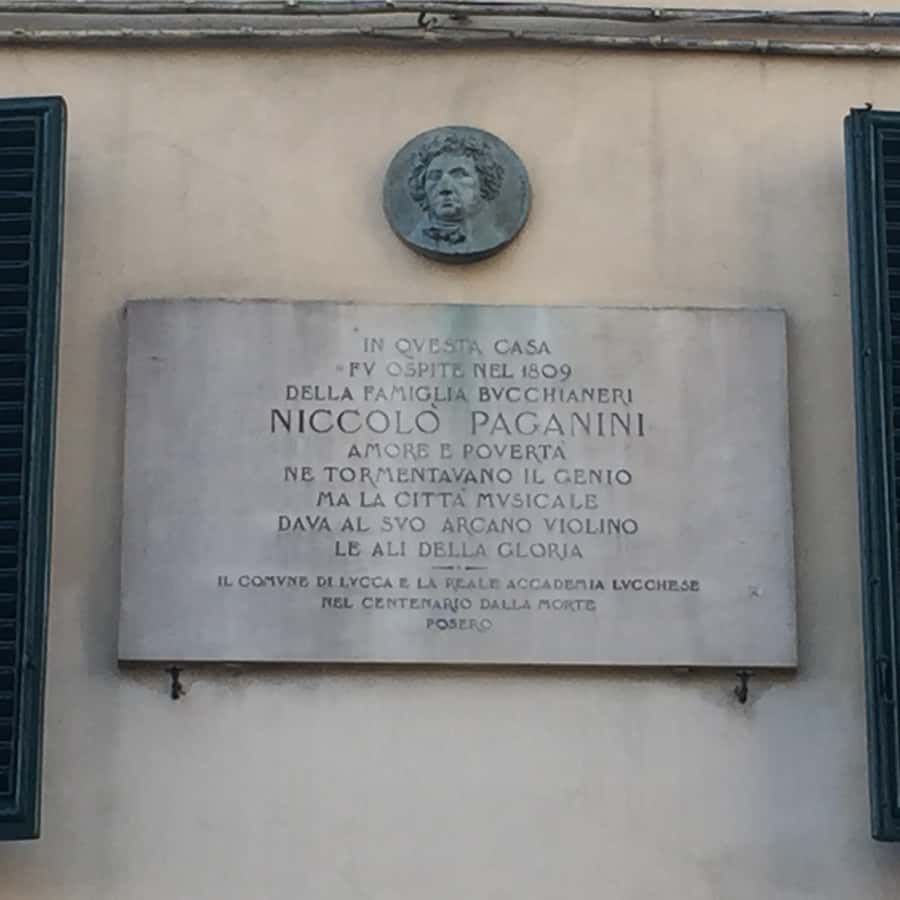 IN QVESTA CASA
FV OSPITE NEL 1809
DELLA FAMIGLIA BVCCHIANERI
NICCOLÒ PAGANINI
AMORE E POVERTÀ
NE TORMENTAVANO IL GENIO
MA LA CITTÀ MVSICALE
DAVA AL SVO ARCANO VIOLINO
LE ALI DELLA GLORIA
IL COMVNE DI LVCCA E LA REALE ACCADEMIA LVCCHESE
NEL CENTENARIO DALLA MORTE
POSERO